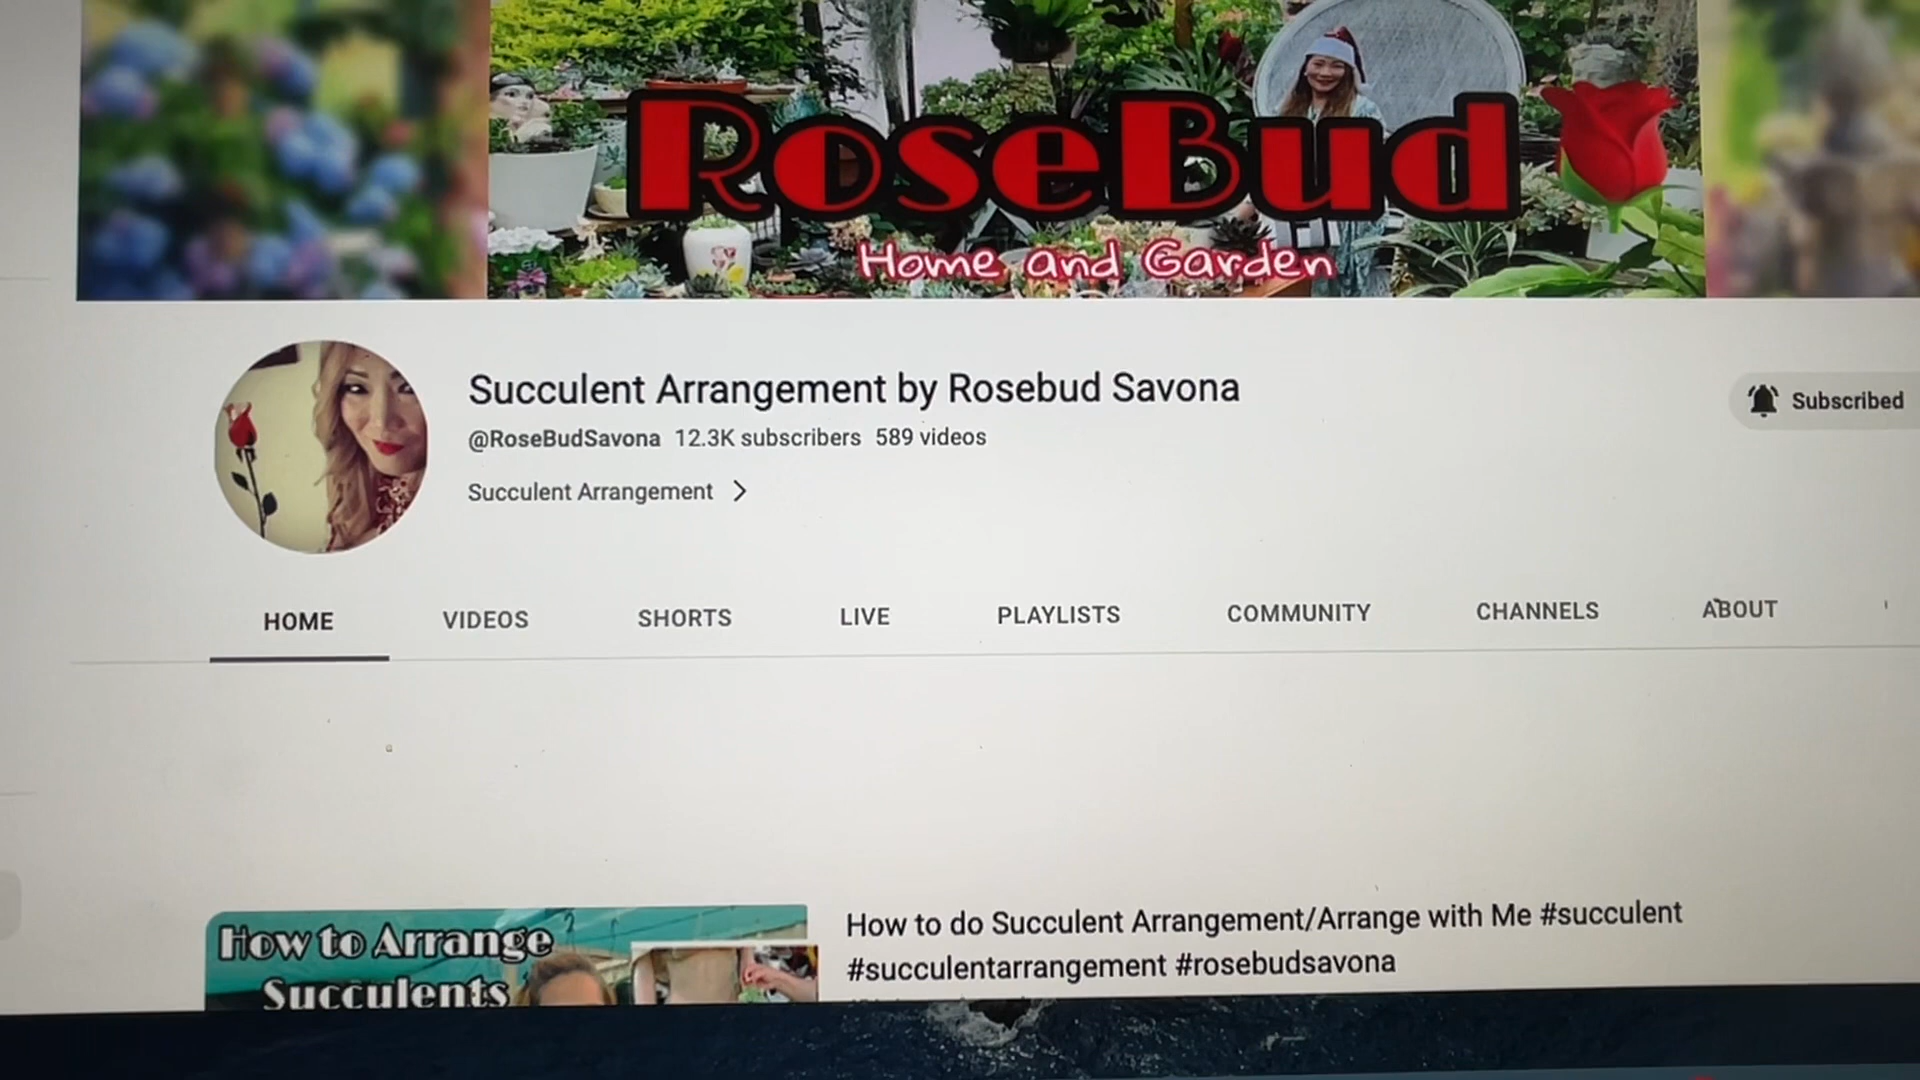 RoseBud
Home and Garden
Succulent Arrangement by Rosebud Savona
@RoseBudSavona 12.3K subscribers 589 videos
Succulent Arrangement
Subscribed
HOME VIDEOS SHORTS LIVE PLAYLISTS COMMUNITY CHANNELS ABOUT
How to Arrange
Succulents
How to do Succulent Arrangement/Arrange with Me #succulent
#succulentarrangement #rosebudsavona